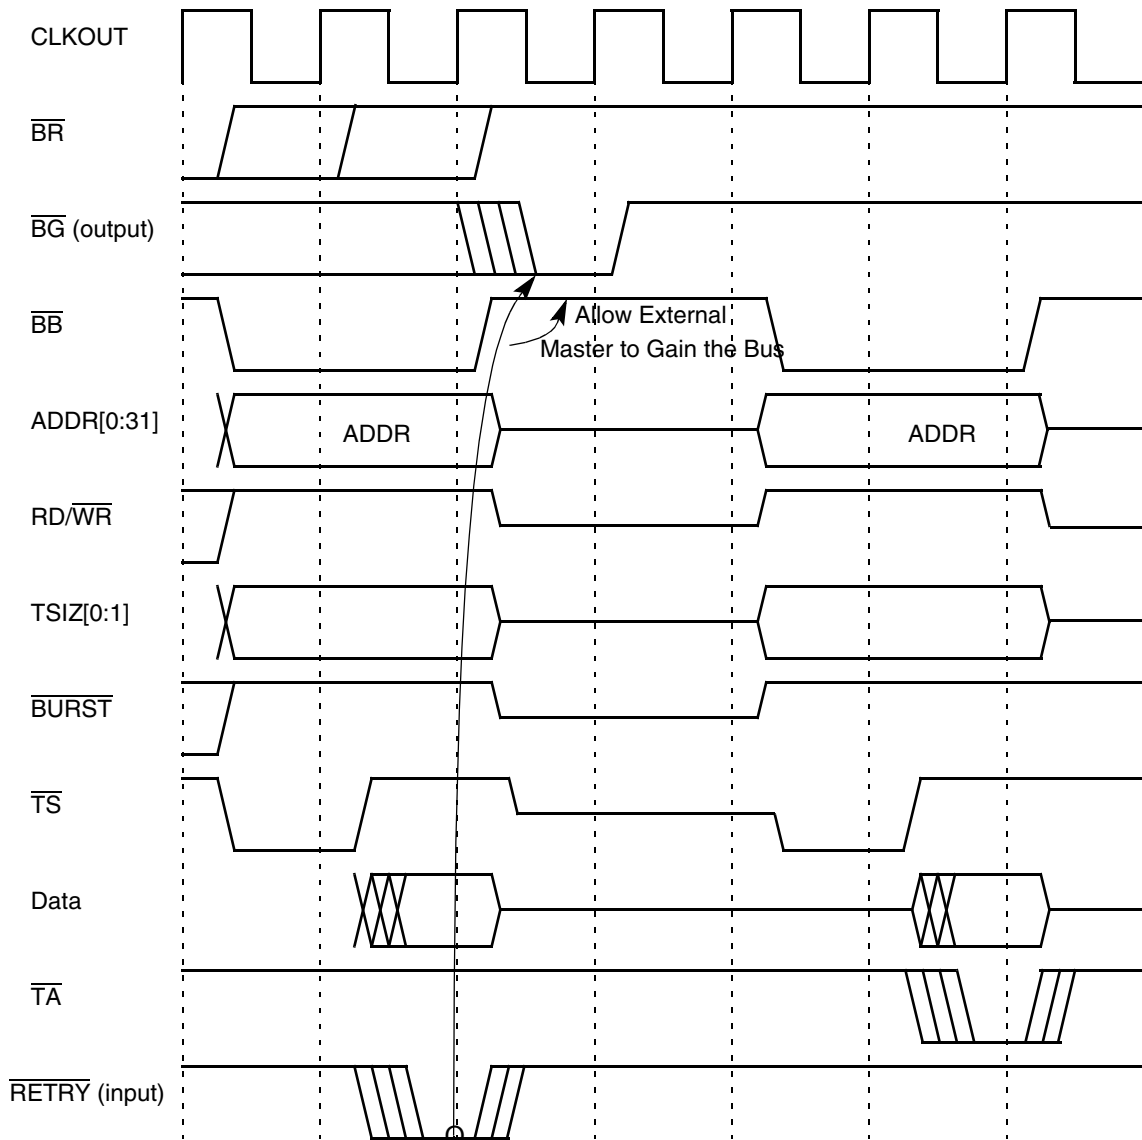 CLKOUT
BR
BG (output)
BB
Allow External
Master to Gain the Bus
ADDR[0:31]
ADDR
ADDR
RD/WR
TSIZ[0:1]
BURST
TS
Data
TA
RETRY (input)